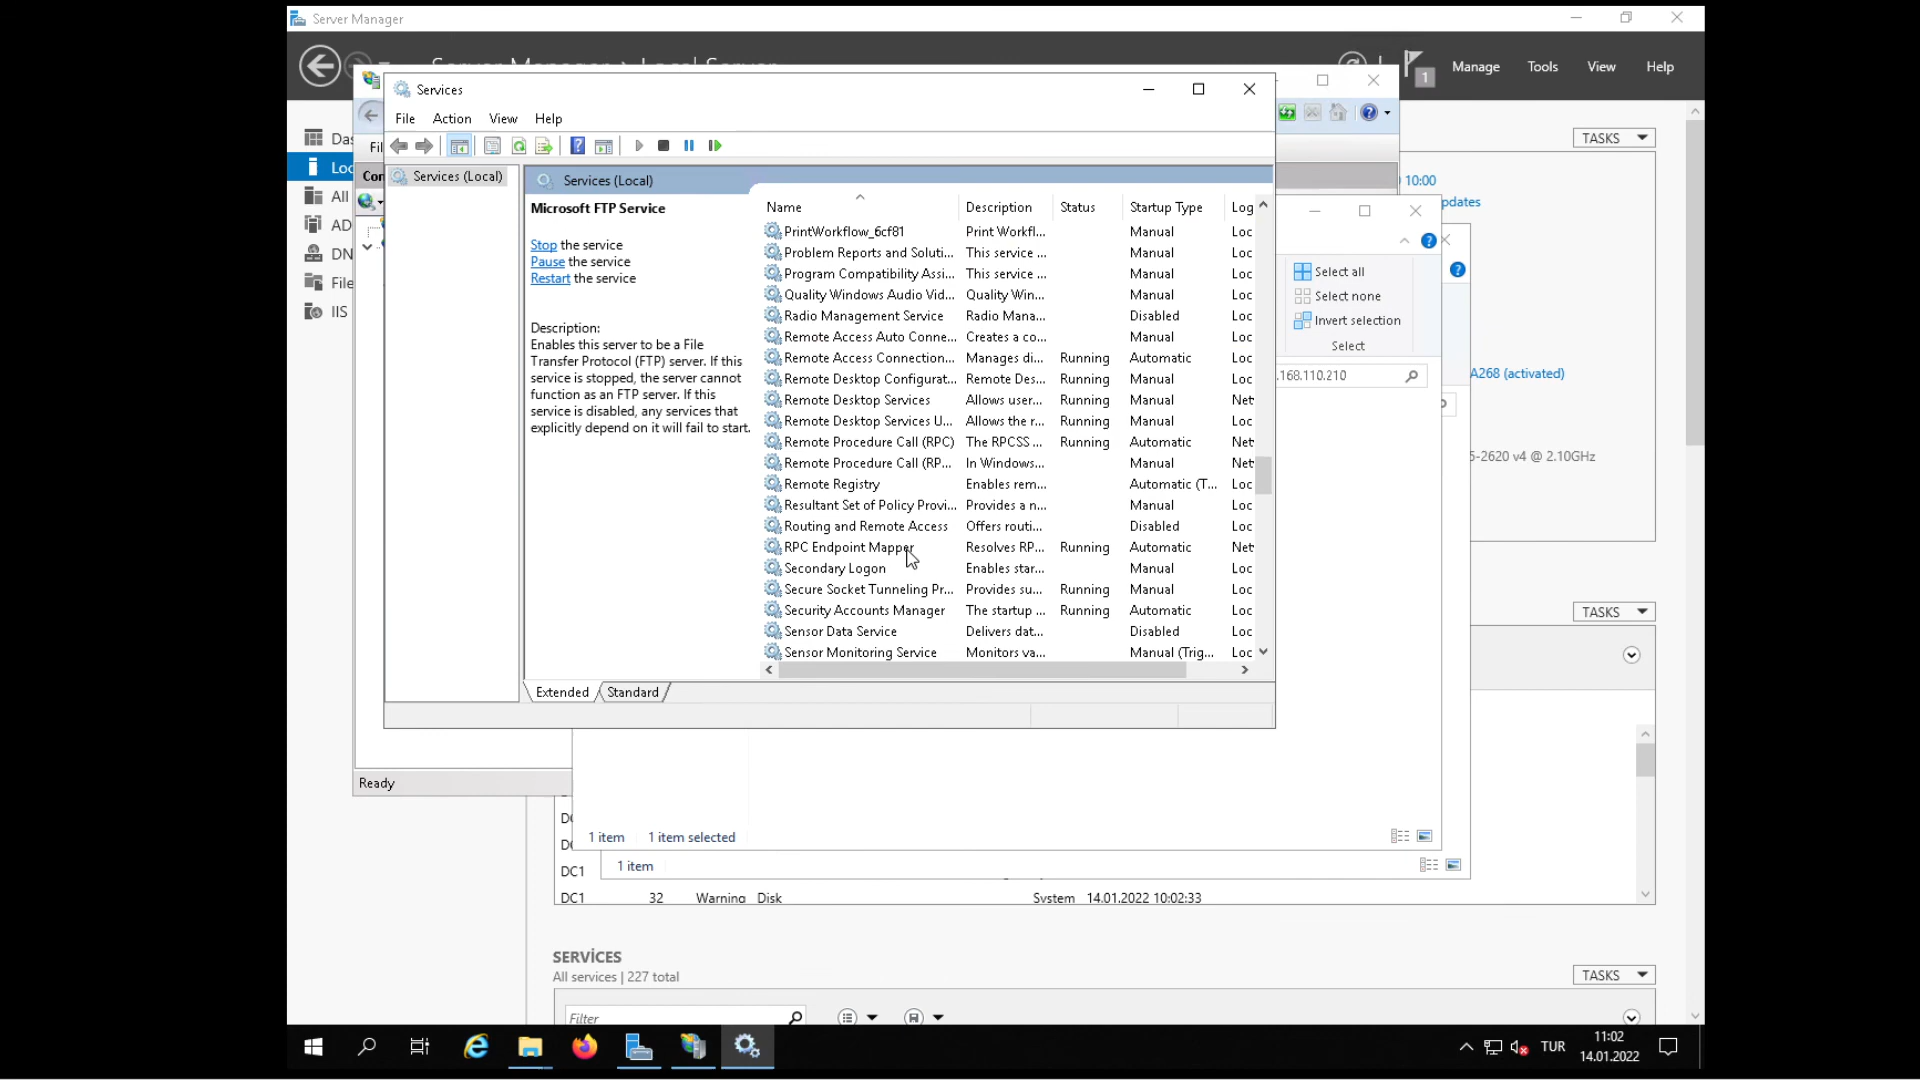 Server Manager
Manage
Tools
View
Help
1
Services
File Action View Help
Services (Local)
Services (Local)
Microsoft FTP Service
Stop the service
Pause the service
Restart the service
Description:
Enables this server to be a File
Transfer Protocol (FTP) server. If this
service is stopped, the server cannot
function as an FTP server. If this
service is disabled, any services that
explicitly depend on it will fail to start.
Name Description Status Startup Type Log
PrintWorkflow_6cf81 Print Workfl... Manual Loc
Problem Reports and Soluti... This service ... Manual Loc
Program Compatibility Assi... This service ... Manual Loc
Quality Windows Audio Vid... Quality Win... Manual Loc
Radio Management Service Radio Mana... Disabled Loc
Remote Access Auto Conne... Creates a co... Manual Loc
Remote Access Connection... Manages di... Running Automatic Loc
Remote Desktop Configurat... Remote Des... Running Manual Loc
Remote Desktop Services Allows user... Running Manual Net
Remote Desktop Services U... Allows the r... Running Manual Loc
Remote Procedure Call (RPC) The RPCSS ... Running Automatic Net
Remote Procedure Call (RP... In Windows... Manual Net
Remote Registry Enables rem... Automatic (T... Loc
Resultant Set of Policy Provi... Provides a n... Manual Loc
Routing and Remote Access Offers routi... Disabled Loc
RPC Endpoint Mapper Resolves RP... Running Automatic Net
Secondary Logon Enables star... Manual Loc
Secure Socket Tunneling Pr... Provides su... Running Manual Loc
Security Accounts Manager The startup ... Running Automatic Loc
Sensor Data Service Delivers dat... Disabled Loc
Sensor Monitoring Service Monitors va... Manual (Trig... Loc
Extended Standard
Das
Loc
All
AD
DN
File
IIS
Fil
Con
Ready
Select all
Select none
Invert selection
Select
.168.110.210
TASKS
10:00
pdates
A268 (activated)
5-2620 v4 @ 2.10GHz
TASKS
1 item 1 item selected
1 item
DC1
DC1 32 Warning Disk System 14.01.2022 10:02:33
SERVİCES
All services | 227 total
TASKS
Filter
TUR
11:02
14.01.2022